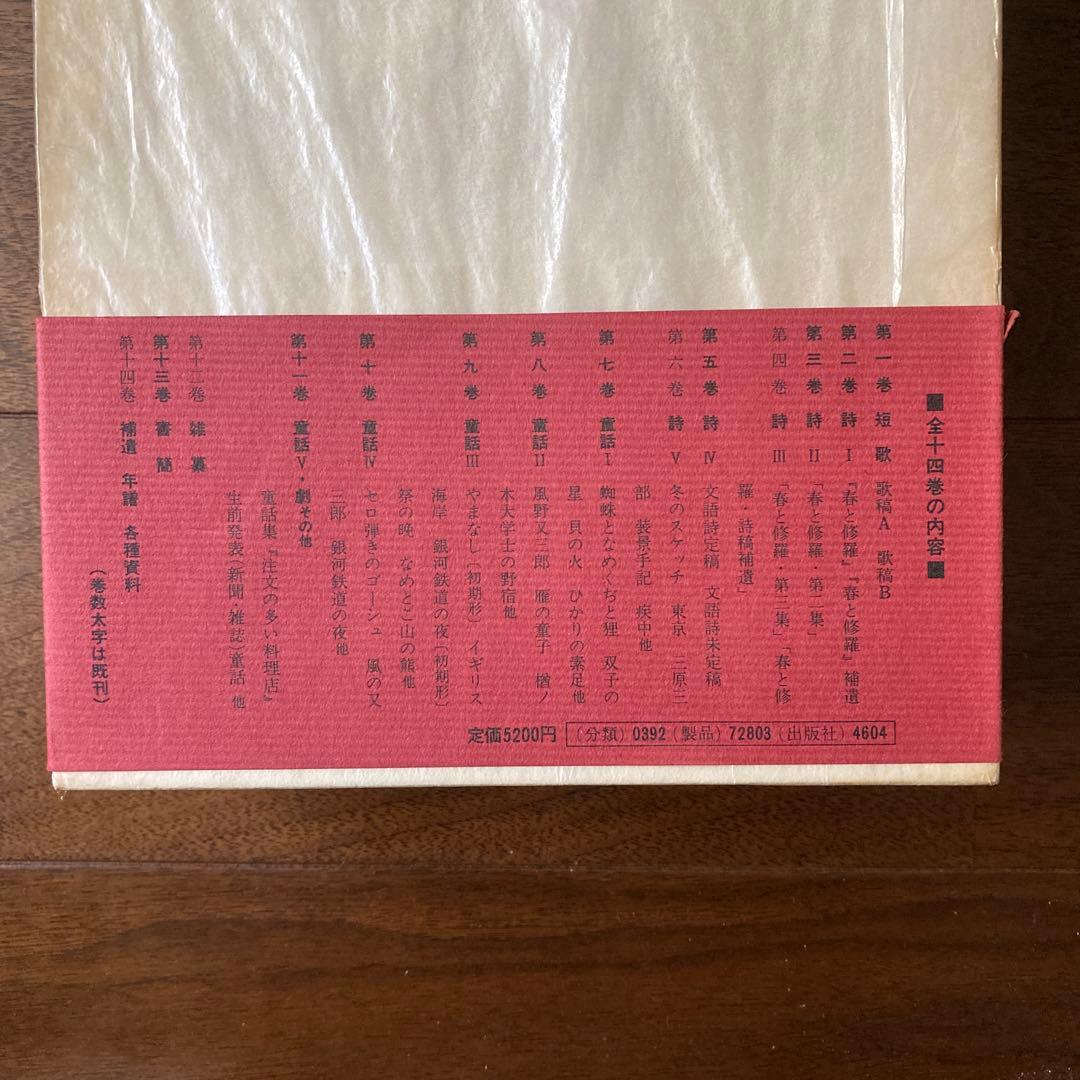 ■全十四巻の内容■
第一巻 短歌 歌稿A 歌稿B
第二巻 詩 I 『春と修羅』『春と修羅』補遺
第三巻 詩 II 「春と修羅・第二集」
第四巻 詩 III 「春と修羅・第三集」「春と修
羅・詩稿補遺」
第五巻 詩 IV 文語詩定稿 文語詩未定稿
第六巻 詩 V 冬のスケッチ 東京 三原三
部 装景手記 疾中他
第七巻 童話I 蜘蛛となめくぢと狸 双子の
星 貝の火 ひかりの素足他
第八巻 童話II 風野又三郎 雁の童子 楢ノ
木大学士の野宿他
第九巻 童話III やまなし〔初期形〕 イギリス
海岸 銀河鉄道の夜〔初期形〕
祭の晩 なめとこ山の熊他
第十巻 童話IV セロ弾きのゴーシュ 風の又
三郎 銀河鉄道の夜他
第十一巻 童話V・劇その他
童話集『注文の多い料理店』
生前発表(新聞・雑誌)童話 他
第十二巻 雑纂
第十三巻 書簡
第十四巻 補遺 年譜 各種資料
(巻数太字は既刊)
定価5200円 (分類) 0392 (製品) 72803 (出版社) 4604